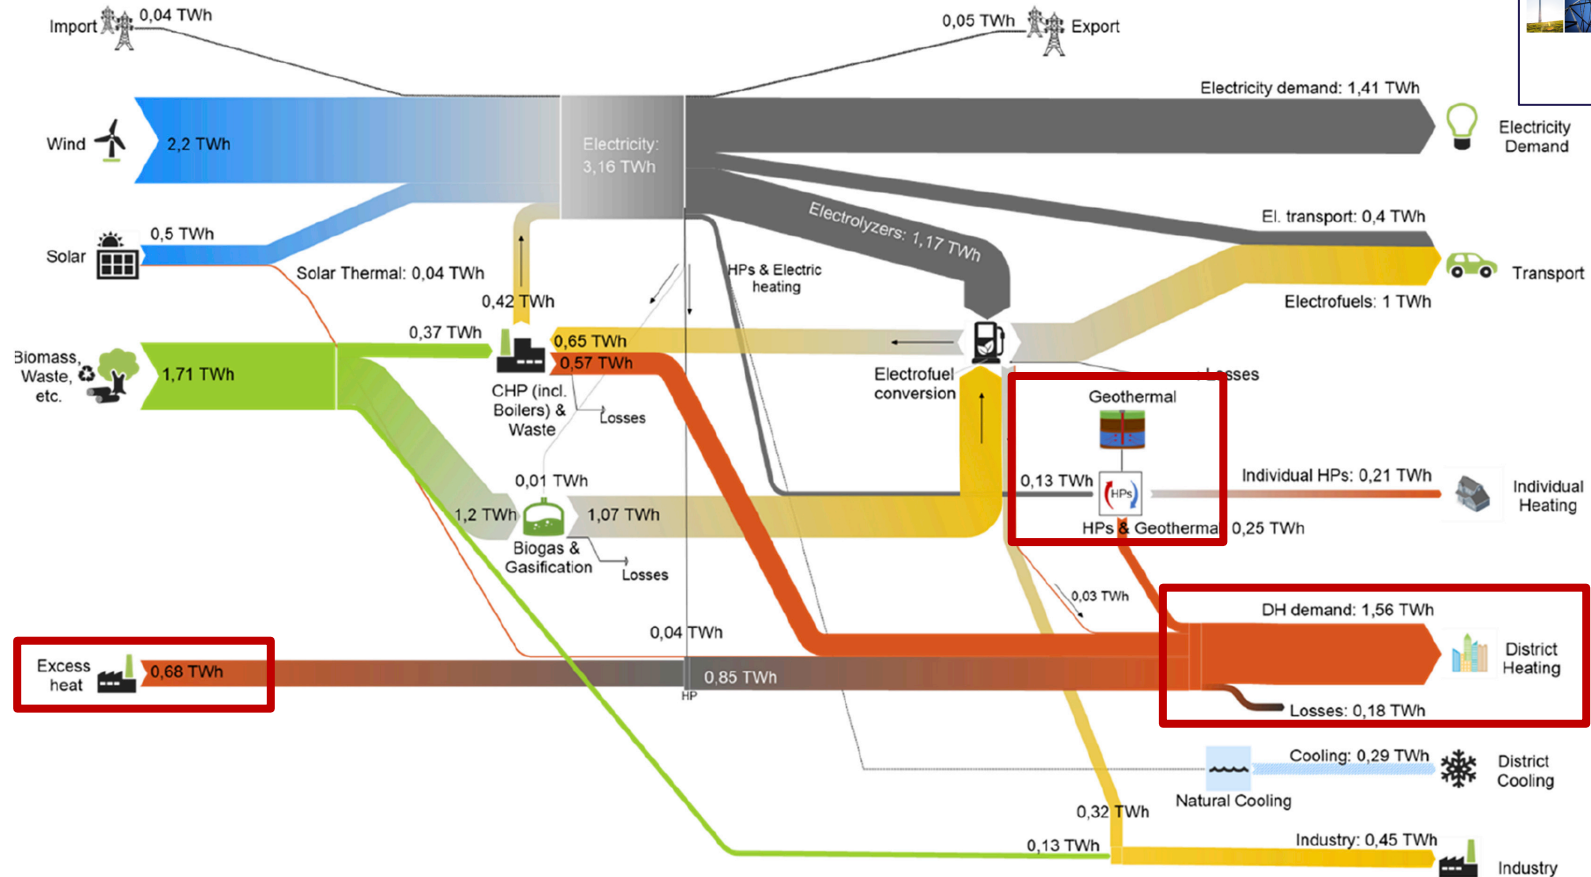 Import
0,04 TWh
0,05 TWh
Export
Electricity demand: 1,41 TWh
Wind
2,2 TWh
Electricity:
3,16 TWh
Electricity
Demand
Solar
0,5 TWh
Electrolyzers: 1,17 TWh
El. transport: 0,4 TWh
Solar Thermal: 0,04 TWh
HPs & Electric
heating
Transport
0,42 TWh
Electrofuels: 1 TWh
0,37 TWh
0,65 TWh
0,57 TWh
Biomass,
Waste,
etc.
1,71 TWh
Electrofuel
conversion
Losses
CHP (incl.
Boilers) &
Waste
Losses
Geothermal
0,01 TWh
0,13 TWh
HPs
Individual HPs: 0,21 TWh
Individual
Heating
1,2 TWh
1,07 TWh
HPs & Geothermal 0,25 TWh
Biogas &
Gasification
Losses
0,03 TWh
DH demand: 1,56 TWh
0,04 TWh
District
Heating
Excess
heat
0,68 TWh
0,85 TWh
HP
Losses: 0,18 TWh
Cooling: 0,29 TWh
District
Cooling
Natural Cooling
0,32 TWh
0,13 TWh
Industry: 0,45 TWh
Industry